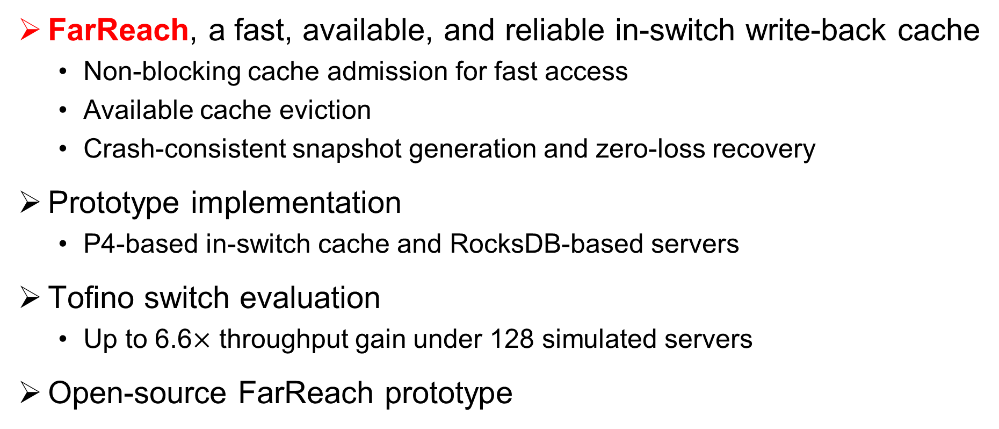 ➢ FarReach, a fast, available, and reliable in-switch write-back cache
• Non-blocking cache admission for fast access
• Available cache eviction
• Crash-consistent snapshot generation and zero-loss recovery
➢ Prototype implementation
• P4-based in-switch cache and RocksDB-based servers
➢ Tofino switch evaluation
• Up to 6.6× throughput gain under 128 simulated servers
➢ Open-source FarReach prototype